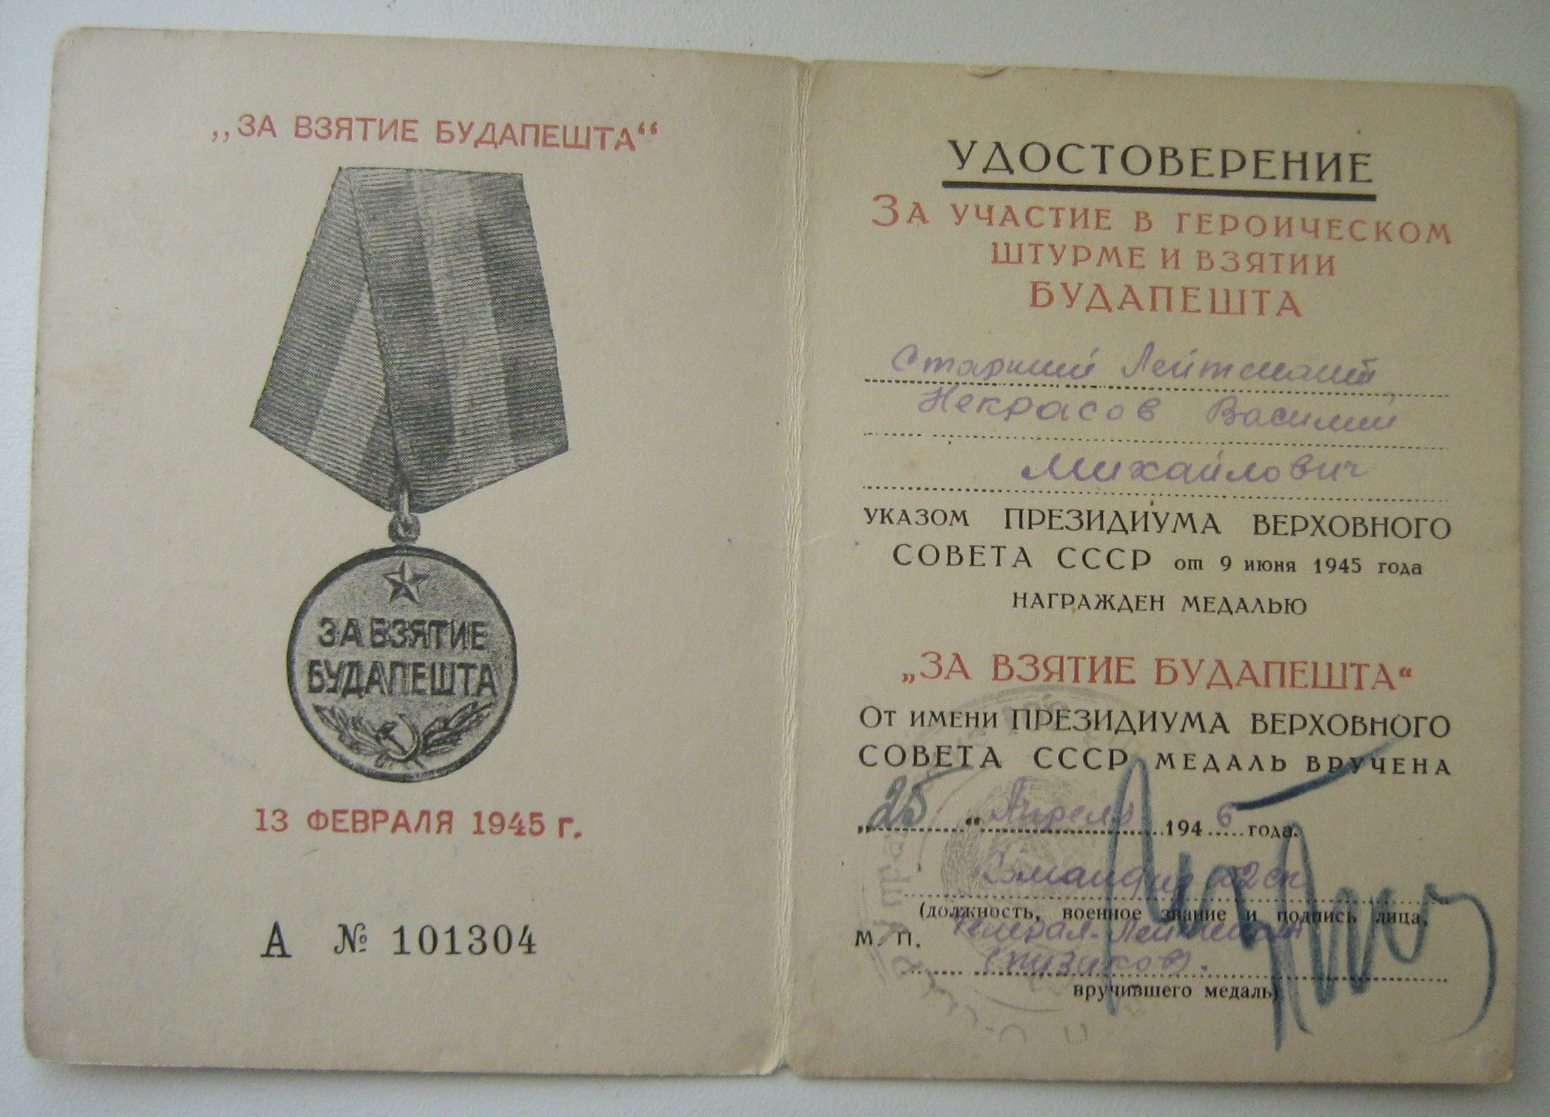 „ЗА ВЗЯТИЕ БУДАПЕШТА“
ЗА ВЗЯТИЕ
БУДАПЕШТА
13 ФЕВРАЛЯ 1945 г.
А № 101304
УДОСТОВЕРЕНИЕ
ЗА УЧАСТИЕ В ГЕРОИЧЕСКОМ
ШТУРМЕ И ВЗЯТИИ
БУДАПЕШТА
Старший Лейтенант
Некрасов Василий
Михайлович
УКАЗОМ ПРЕЗИДИУМА ВЕРХОВНОГО
СОВЕТА СССР от 9 июня 1945 года
НАГРАЖДЕН МЕДАЛЬЮ
„ЗА ВЗЯТИЕ БУДАПЕШТА“
ОТ ИМЕНИ ПРЕЗИДИУМА ВЕРХОВНОГО
СОВЕТА СССР МЕДАЛЬ ВРУЧЕНА
„25“ Апреля 1946 года.
Командир
(должность, военное звание и подпись лица,
М. П. Генерал-Лейтенант
вручившего медаль)